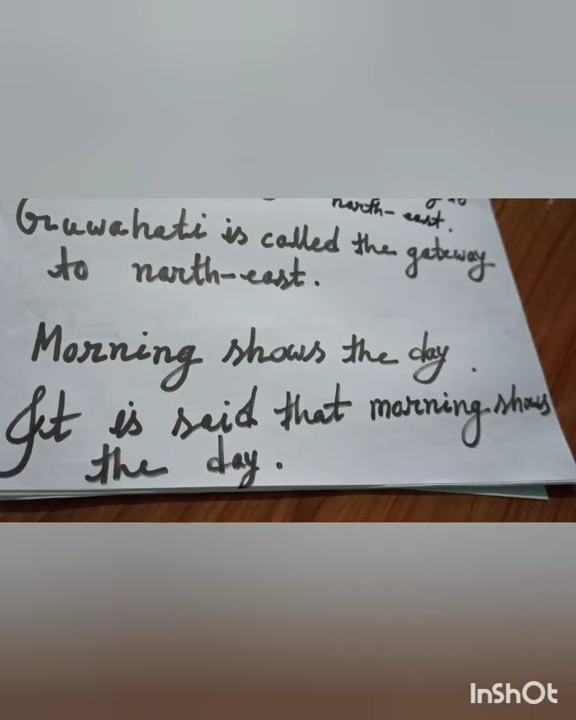 north-east.
Guwahati is called the gateway
to north-east.
Morning shows the day.
It is said that morning shows
the day.
InShOt